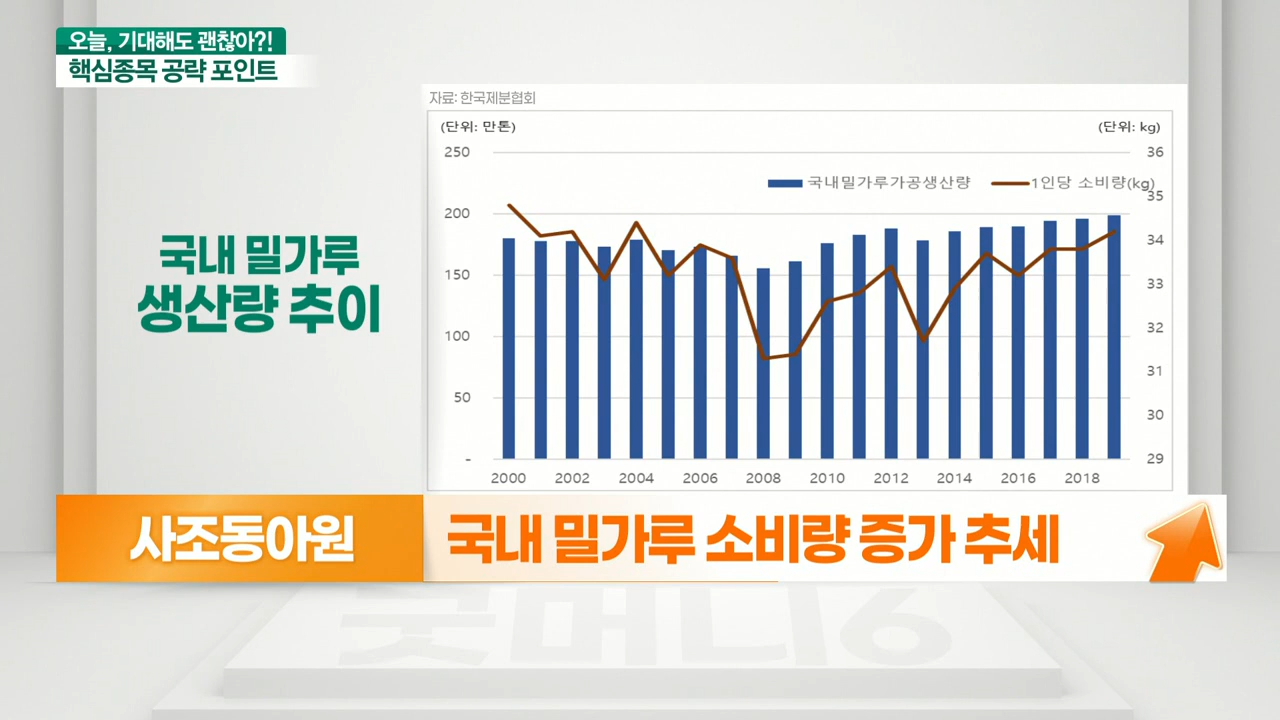 오늘, 기대해도 괜찮아?!
핵심종목 공략 포인트
국내 밀가루
생산량 추이
자료: 한국제분협회
(단위: 만톤)
(단위: kg)
국내밀가루가공생산량
1인당 소비량(kg)
250
200
150
100
50
-
36
35
34
33
32
31
30
29
2000 2002 2004 2006 2008 2010 2012 2014 2016 2018
사조동아원
국내 밀가루 소비량 증가 추세
굿머니6